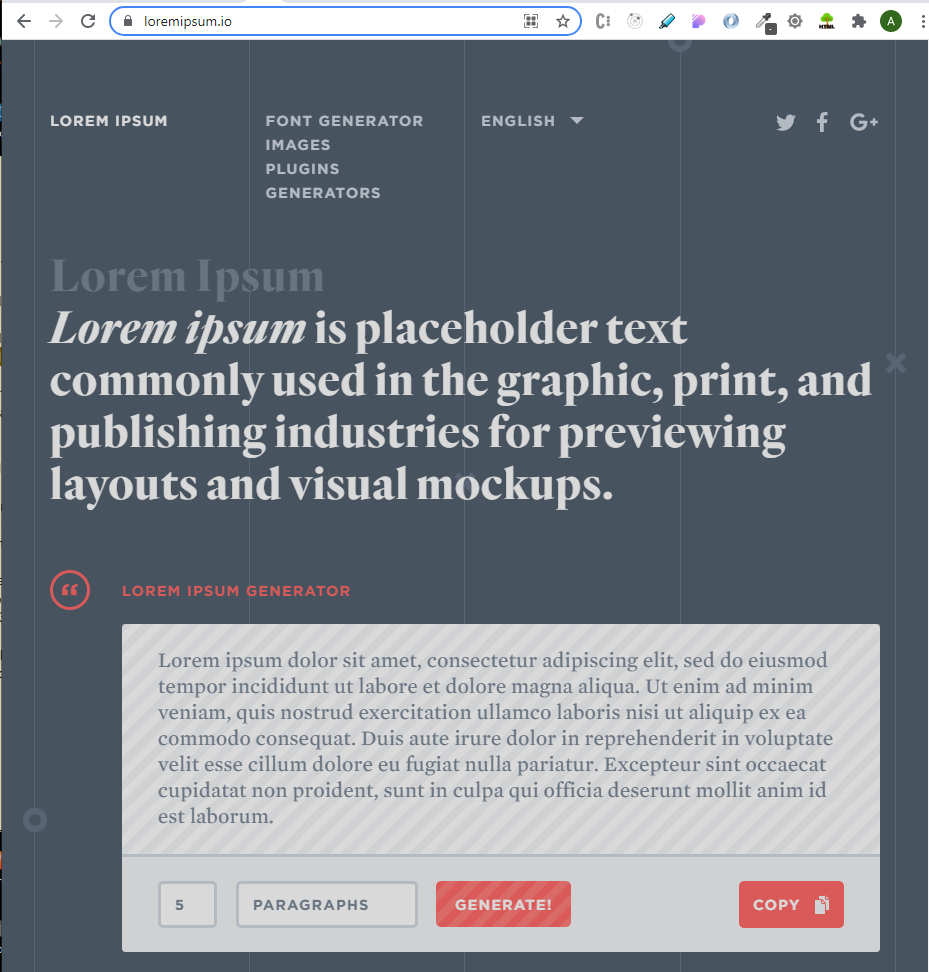 loremipsum.io
A
LOREM IPSUM
FONT GENERATOR
IMAGES
PLUGINS
GENERATORS
ENGLISH
G+
Lorem Ipsum
Lorem ipsum is placeholder text
commonly used in the graphic, print, and
publishing industries for previewing
layouts and visual mockups.
LOREM IPSUM GENERATOR
Lorem ipsum dolor sit amet, consectetur adipiscing elit, sed do eiusmod
tempor incididunt ut labore et dolore magna aliqua. Ut enim ad minim
veniam, quis nostrud exercitation ullamco laboris nisi ut aliquip ex ea
commodo consequat. Duis aute irure dolor in reprehenderit in voluptate
velit esse cillum dolore eu fugiat nulla pariatur. Excepteur sint occaecat
cupidatat non proident, sunt in culpa qui officia deserunt mollit anim id
est laborum.
5
PARAGRAPHS
GENERATE!
COPY